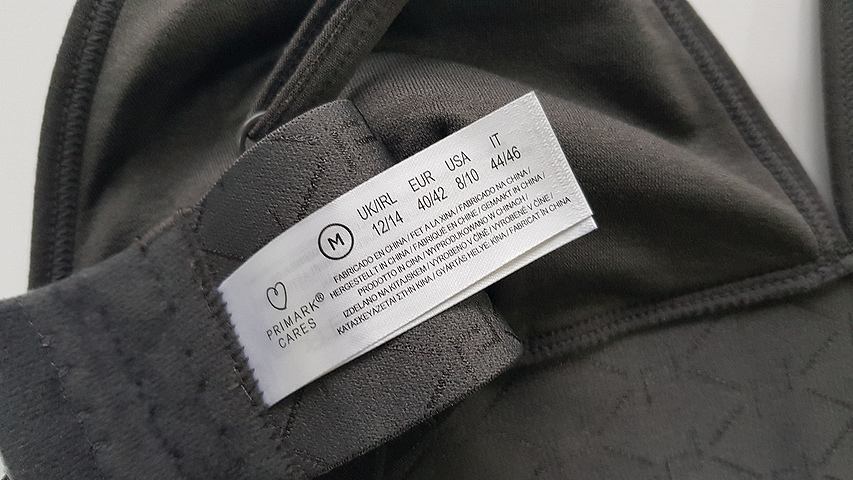 M
UK/IRL EUR USA IT
12/14 40/42 8/10 44/46
FABRICADO EN CHINA / FET A LA XINA / FABRICADO NA CHINA /
HERGESTELLT IN CHINA / FABRIQUÉ EN CHINE / GEMAAKT IN CHINA /
PRODOTTO IN CINA / WYPRODUKOWANO W CHINACH /
IZDELANO NA KITAJSKEM / VYROBENO V ČÍNĚ / VYROBENÉ V ČÍNE /
ΚΑΤΑΣΚΕΥΑΖΕΤΑΙ ΣΤΗ ΚΙΝΑ / GYÁRTÁS HELYE: KÍNA / FABRICAT ÎN CHINA
PRIMARK®
CARES